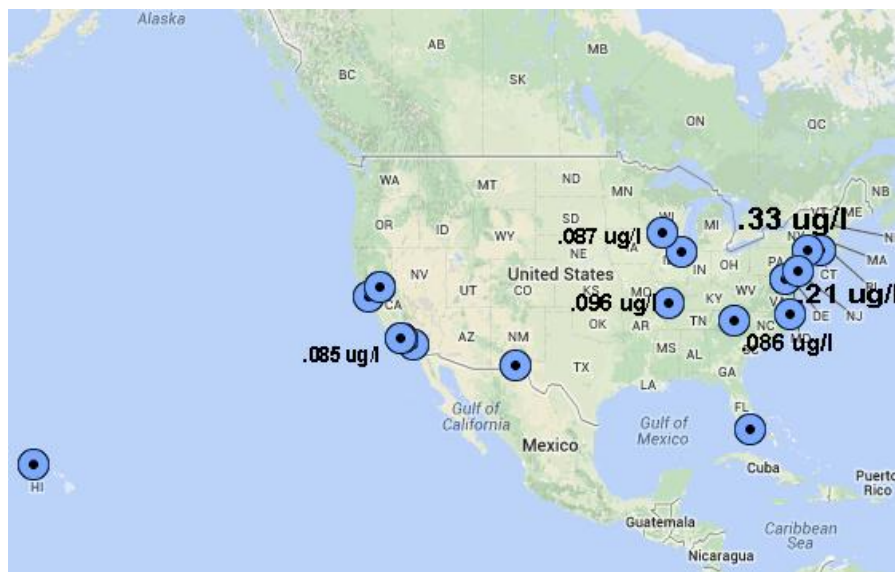 Alaska
AB
MB
BC
SK
ON
QC
NB
WA
MT
ND
MN
VT
ME
OR
ID
SD
WI
MI
.33 ug/l
WY
.087 ug/l
IA
NY
MA
NE
PA
CT
RI
NV
United States
IN
OH
CA
UT
CO
KS
MO
WV
.21 ug/l
KY
VA
.096 ug/l
DE
NJ
AZ
NM
OK
AR
TN
NC
MD
.085 ug/l
.086 ug/l
MS
AL
GA
TX
LA
Gulf of
California
FL
Gulf of
Mexico
Mexico
HI
Cuba
Puerto
Rico
Guatemala
Caribbean
Sea
Nicaragua